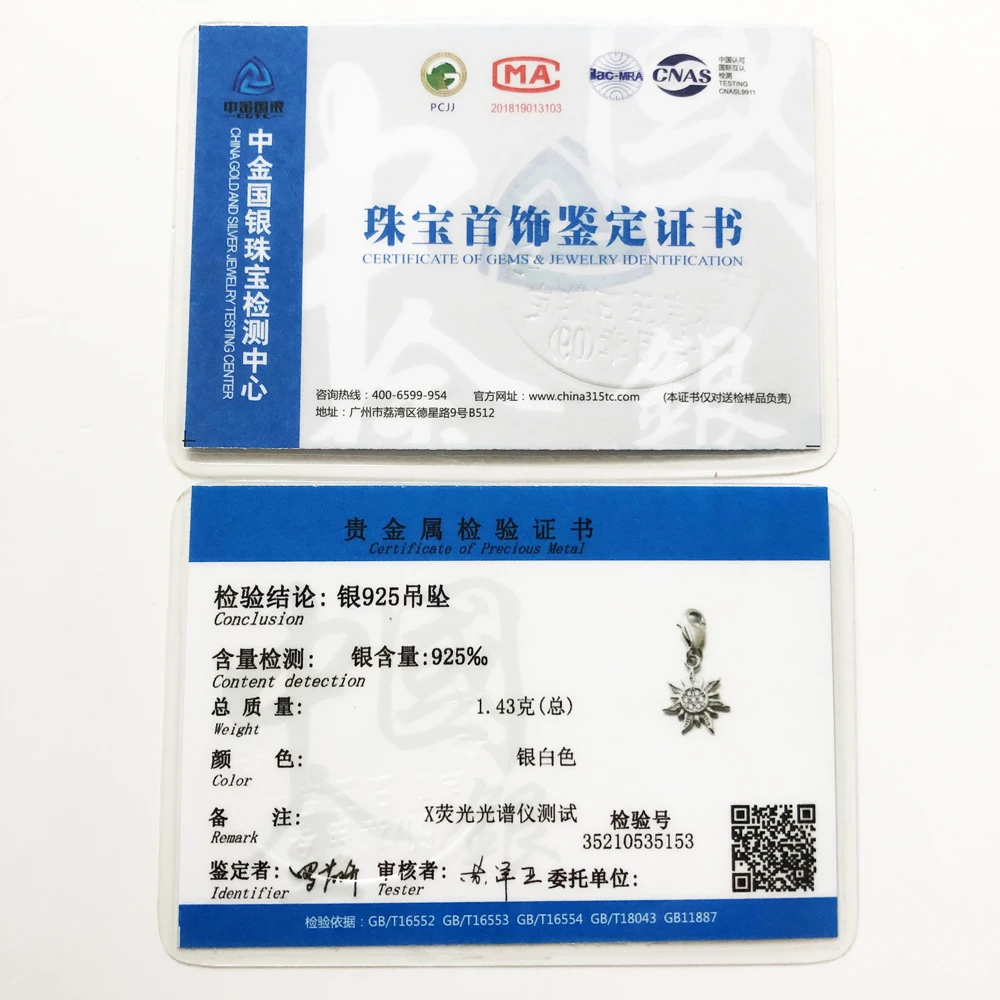 中金国银
CGTC
中金国银珠宝检测中心
CHINA GOLD AND SILVER JEWELRY TESTING CENTER
PCJJ
MA
201819013103
ilac-MRA
CNAS
中国认可
国际互认
检测
TESTING
CNASL9911
珠宝首饰鉴定证书
CERTIFICATE OF GEMS & JEWELRY IDENTIFICATION
咨询热线:400-6599-954 官方网址:www.china315tc.com (本证书仅对送检样品负责)
地址:广州市荔湾区德星路9号B512
贵金属检验证书
Certificate of Precious Metal
检验结论: 银925吊坠
Conclusion
含量检测: 银含量:925‰
Content detection
总质量: 1.43克(总)
Weight
颜色: 银白色
Color
备注: X荧光光谱仪测试 检验号
Remark 35210535153
鉴定者: 审核者: 委托单位:
Identifier Tester
检验依据:GB/T16552 GB/T16553 GB/T16554 GB/T18043 GB11887